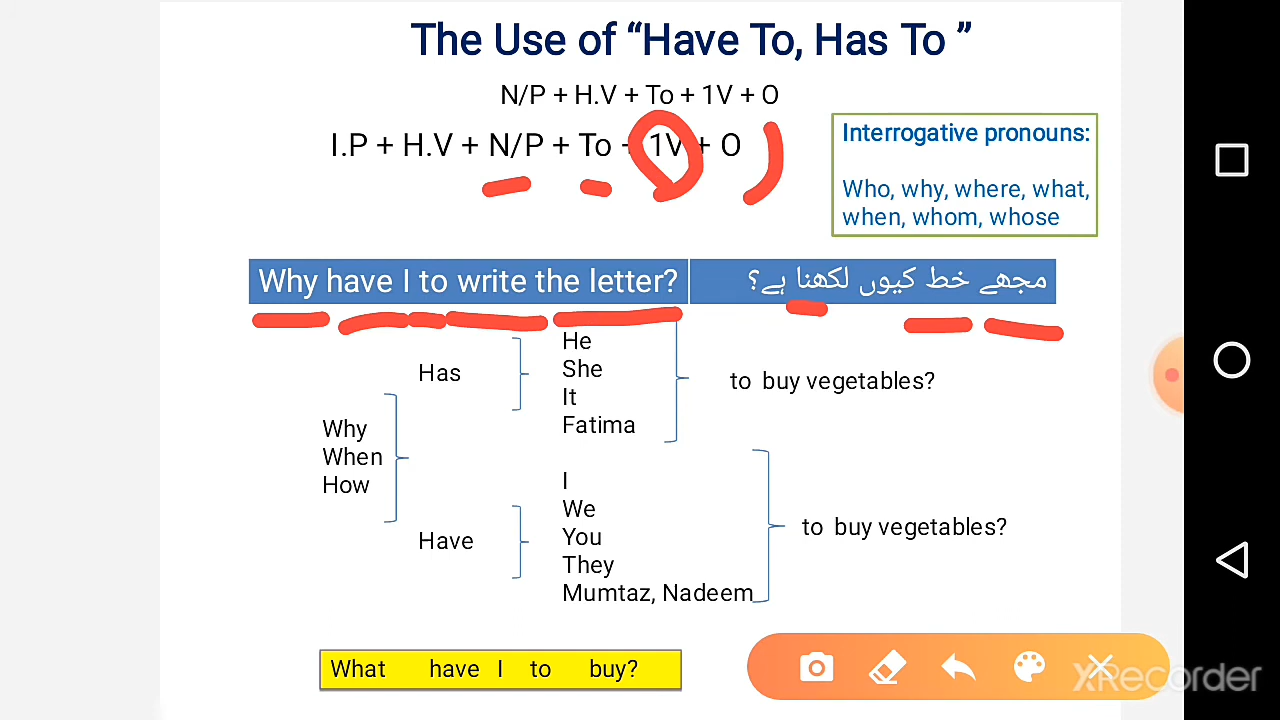 The Use of “Have To, Has To ”
N/P + H.V + To + 1V + O
I.P + H.V + N/P + To + 1V + O
Interrogative pronouns:
Who, why, where, what,
when, whom, whose
Why have I to write the letter?
مجھے خط کیوں لکھنا ہے؟
Why
When
How
Has
He
She
It
Fatima
to buy vegetables?
Have
I
We
You
They
Mumtaz, Nadeem
to buy vegetables?
What have I to buy?
XRecorder